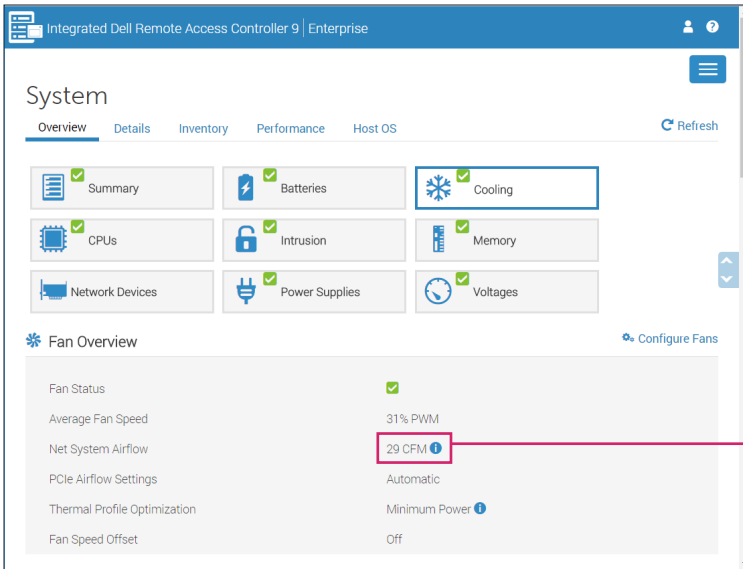 Integrated Dell Remote Access Controller 9 | Enterprise
System
Overview Details Inventory Performance Host OS Refresh
Summary Batteries Cooling
CPUs Intrusion Memory
Network Devices Power Supplies Voltages
Fan Overview Configure Fans
Fan Status
Average Fan Speed 31% PWM
Net System Airflow 29 CFM
PCIe Airflow Settings Automatic
Thermal Profile Optimization Minimum Power
Fan Speed Offset Off